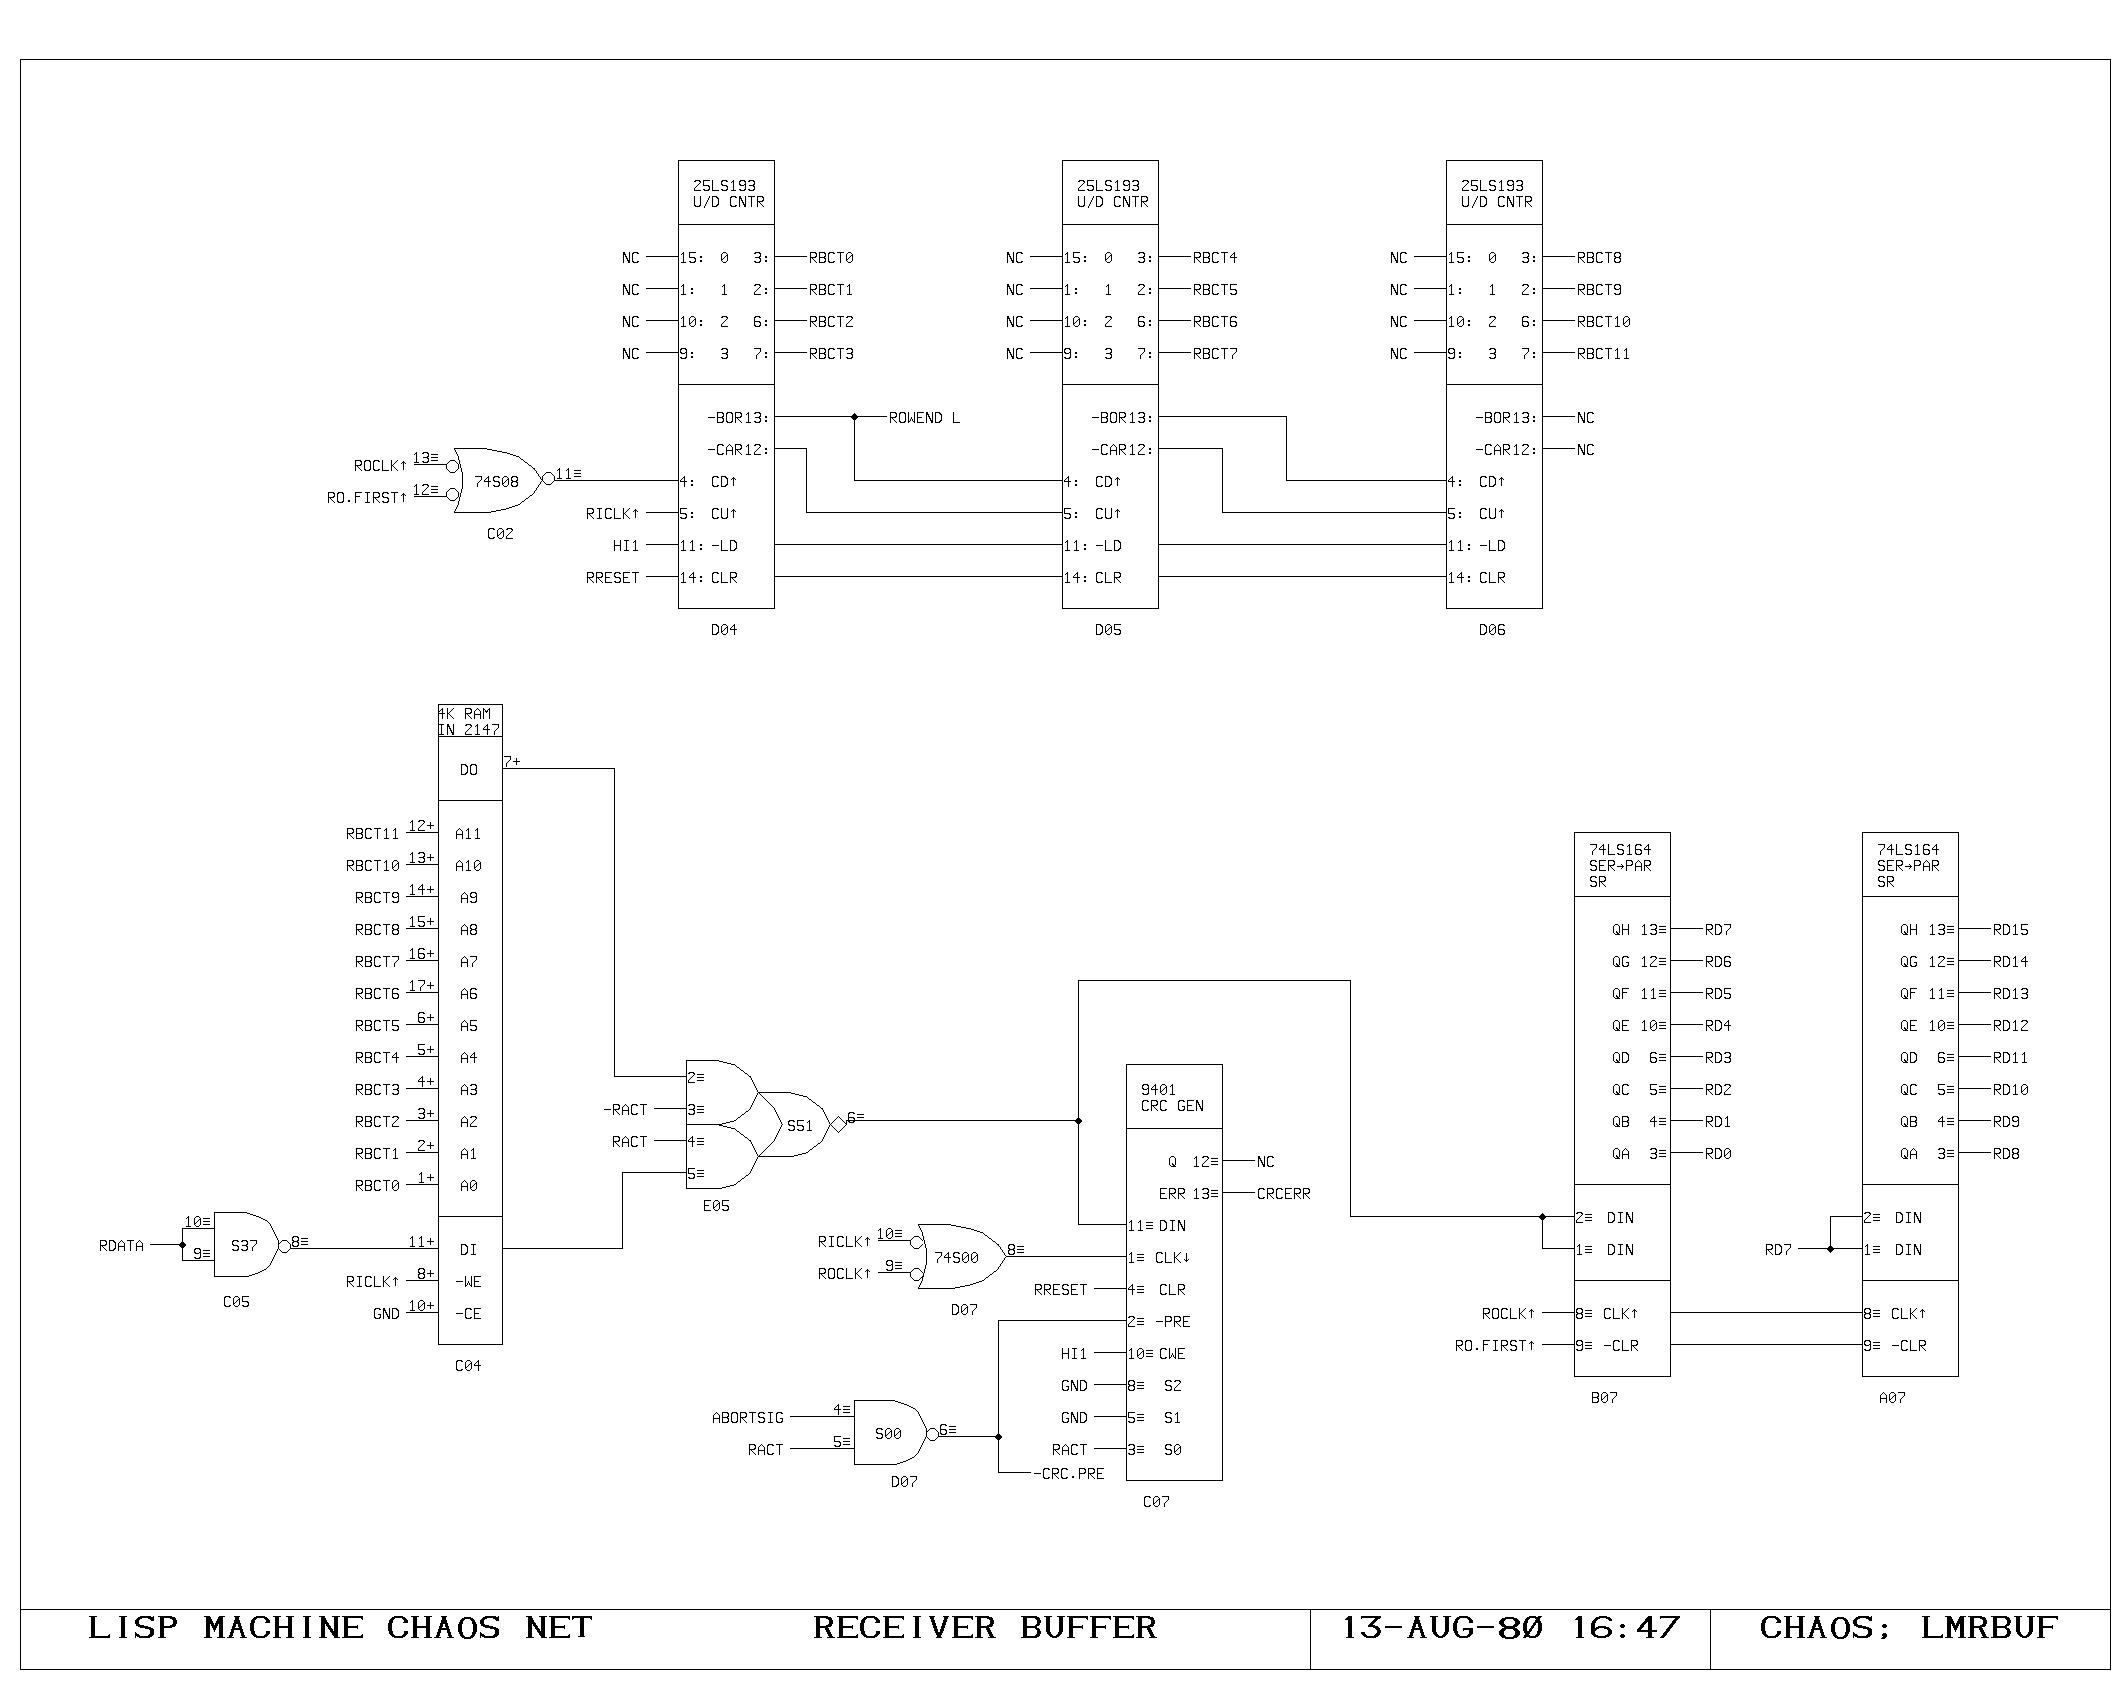 25LS193
U/D CNTR
NC 15: 0 3: RBCT0
NC 1: 1 2: RBCT1
NC 10: 2 6: RBCT2
NC 9: 3 7: RBCT3
-BOR13: ROWEND L
-CAR12:
ROCLK↑ 13≡
RO.FIRST↑ 12≡
74S08
11≡
C02
4: CD↑
RICLK↑ 5: CU↑
HI1 11: -LD
RRESET 14: CLR
D04
25LS193
U/D CNTR
NC 15: 0 3: RBCT4
NC 1: 1 2: RBCT5
NC 10: 2 6: RBCT6
NC 9: 3 7: RBCT7
-BOR13:
-CAR12:
4: CD↑
5: CU↑
11: -LD
14: CLR
D05
25LS193
U/D CNTR
NC 15: 0 3: RBCT8
NC 1: 1 2: RBCT9
NC 10: 2 6: RBCT10
NC 9: 3 7: RBCT11
-BOR13: NC
-CAR12: NC
4: CD↑
5: CU↑
11: -LD
14: CLR
D06
4K RAM
IN 2147
DO 7+
RBCT11 12+ A11
RBCT10 13+ A10
RBCT9 14+ A9
RBCT8 15+ A8
RBCT7 16+ A7
RBCT6 17+ A6
RBCT5 6+ A5
RBCT4 5+ A4
RBCT3 4+ A3
RBCT2 3+ A2
RBCT1 2+ A1
RBCT0 1+ A0
RDATA 10≡
9≡
S37
8≡
C05
11+ DI
RICLK↑ 8+ -WE
GND 10+ -CE
C04
2≡
-RACT 3≡
RACT 4≡
5≡
S51
6≡
E05
RICLK↑ 10≡
ROCLK↑ 9≡
74S00
8≡
D07
ABORTSIG 4≡
RACT 5≡
S00
6≡
D07
-CRC.PRE
9401
CRC GEN
Q 12≡ NC
ERR 13≡ CRCERR
11≡ DIN
1≡ CLK↓
RRESET 4≡ CLR
2≡ -PRE
HI1 10≡ CWE
GND 8≡ S2
GND 5≡ S1
RACT 3≡ S0
C07
74LS164
SER→PAR
SR
QH 13≡ RD7
QG 12≡ RD6
QF 11≡ RD5
QE 10≡ RD4
QD 6≡ RD3
QC 5≡ RD2
QB 4≡ RD1
QA 3≡ RD0
2≡ DIN
1≡ DIN
ROCLK↑ 8≡ CLK↑
RO.FIRST↑ 9≡ -CLR
B07
74LS164
SER→PAR
SR
QH 13≡ RD15
QG 12≡ RD14
QF 11≡ RD13
QE 10≡ RD12
QD 6≡ RD11
QC 5≡ RD10
QB 4≡ RD9
QA 3≡ RD8
2≡ DIN
RD7 1≡ DIN
8≡ CLK↑
9≡ -CLR
A07
LISP MACHINE CHAOS NET RECEIVER BUFFER 13-AUG-80 16:47 CHAOS; LMRBUF